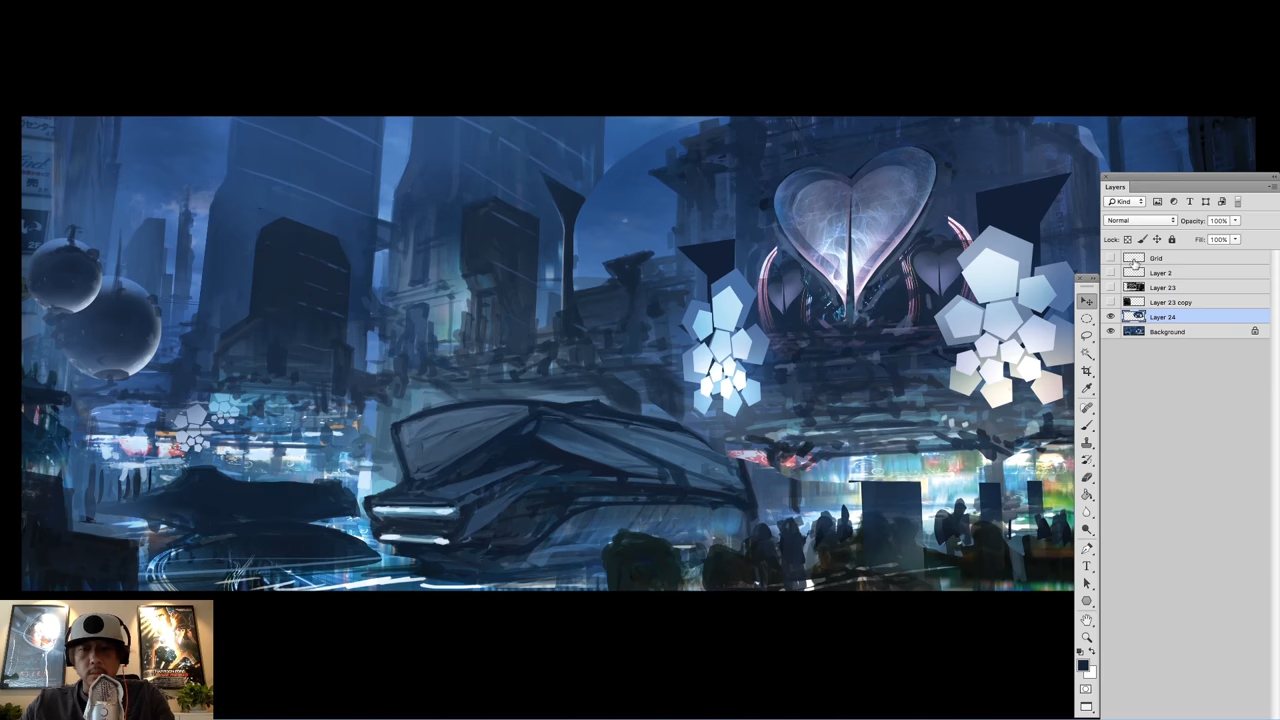 Layers
Kind
Normal Opacity: 100%
Lock: Fill: 100%
Grid
Layer 2
Layer 23
Layer 23 copy
Layer 24
Background